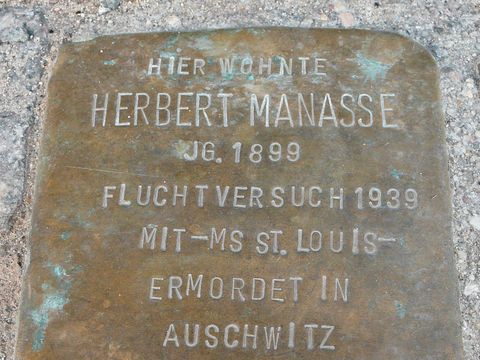 HIER WOHNTE
HERBERT MANASSE
JG. 1899
FLUCHTVERSUCH 1939
MIT-MS ST. LOUIS-
ERMORDET IN
AUSCHWITZ